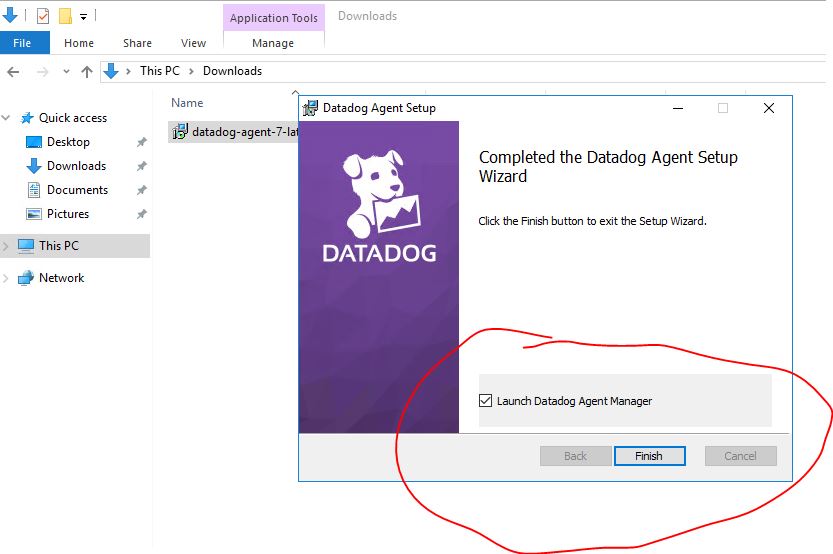 Application Tools
Downloads
File
Home
Share
View
Manage
This PC
Downloads
Name
Quick access
Desktop
Downloads
Documents
Pictures
This PC
Network
datadog-agent-7-lat
Datadog Agent Setup
DATADOG
Completed the Datadog Agent Setup
Wizard
Click the Finish button to exit the Setup Wizard.
Launch Datadog Agent Manager
Back
Finish
Cancel